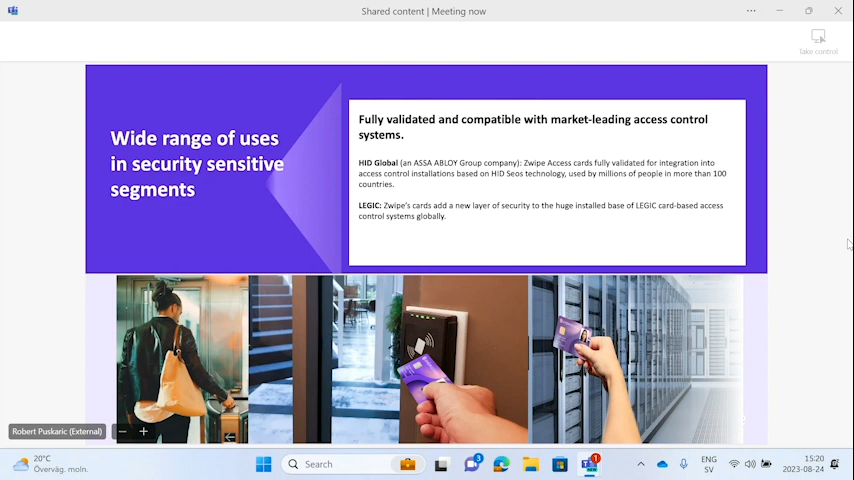 Shared content | Meeting now
Take control
Wide range of uses
in security sensitive
segments
Fully validated and compatible with market-leading access control
systems.
HID Global (an ASSA ABLOY Group company): Zwipe Access cards fully validated for integration into
access control installations based on HID Seos technology, used by millions of people in more than 100
countries.
LEGIC: Zwipe's cards add a new layer of security to the huge installed base of LEGIC card-based access
control systems globally.
Robert Puskaric (External)
20°C
Överväg. moln.
Search
3
NEW
1
ENG
SV
15:20
2023-08-24